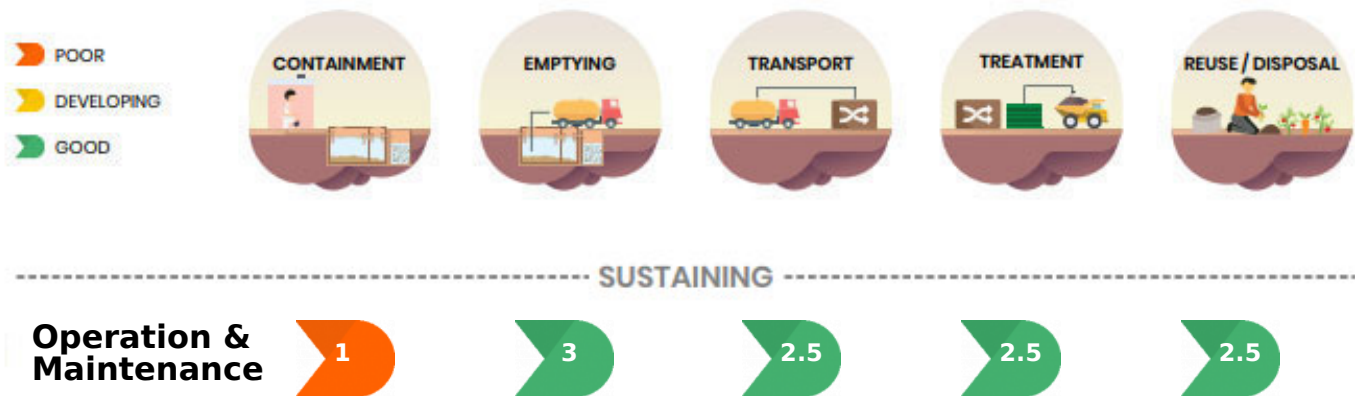 POOR
DEVELOPING
GOOD
CONTAINMENT
EMPTYING
TRANSPORT
TREATMENT
REUSE / DISPOSAL
SUSTAINING
Operation &
Maintenance
1
3
2.5
2.5
2.5